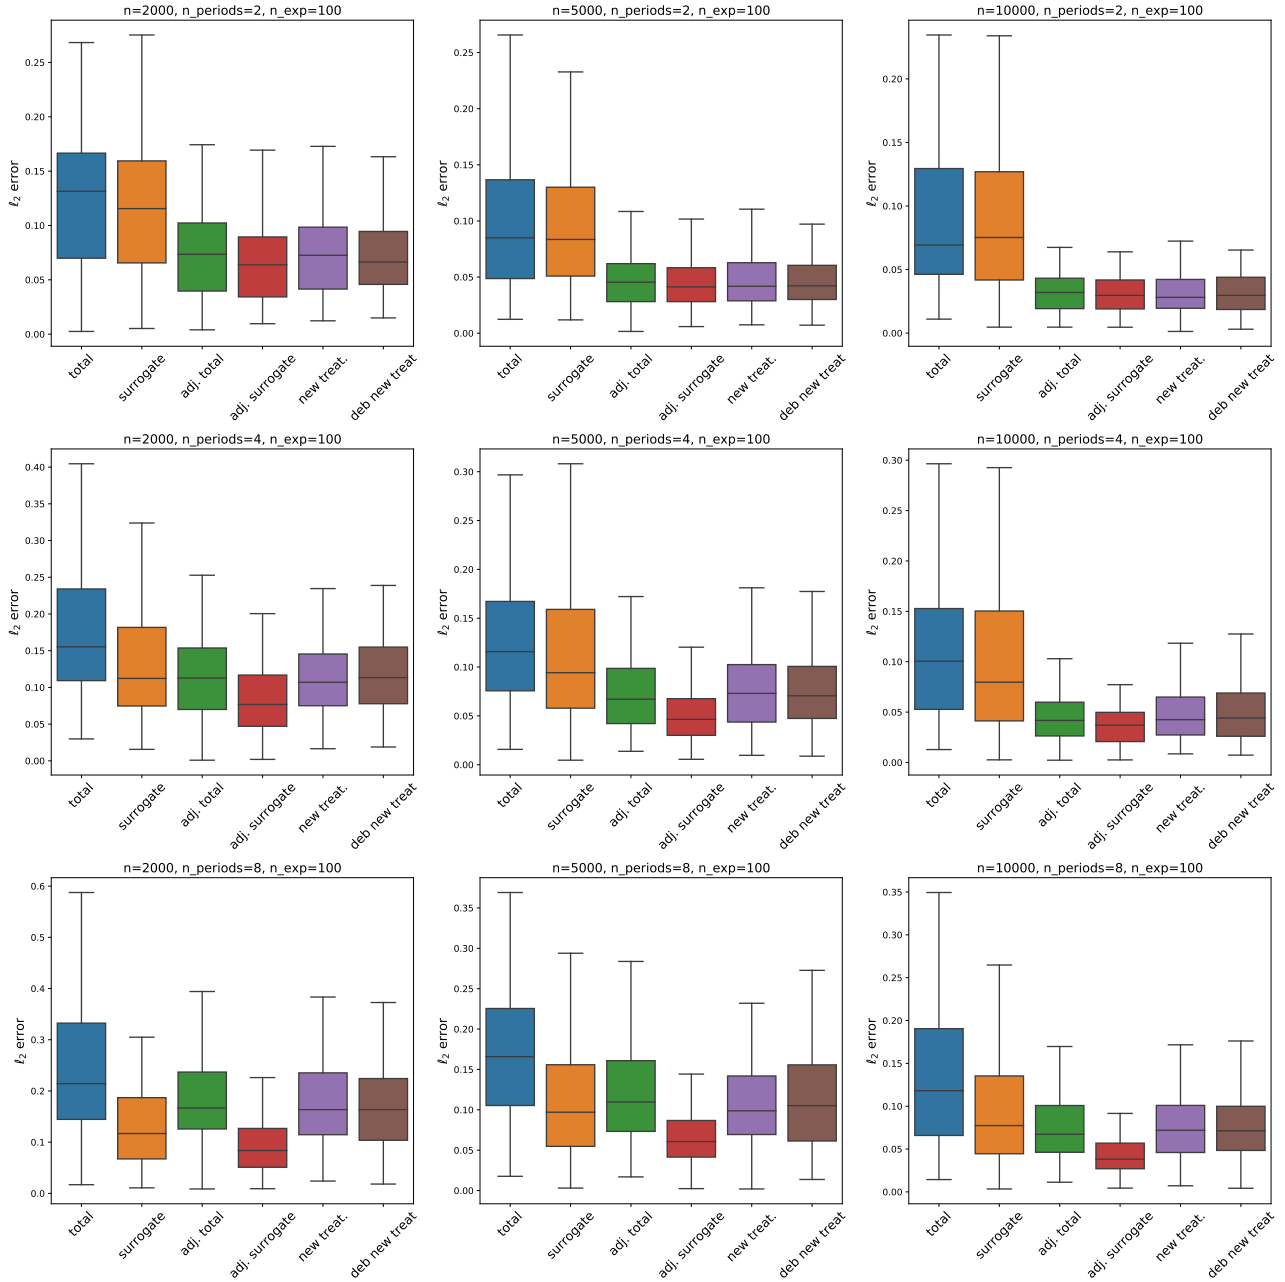 n=2000, n_periods=2, n_exp=100
0.25
0.20
0.15
0.10
0.05
0.00
ℓ₂ error
total
surrogate
adj. total
adj. surrogate
new treat.
deb new treat
n=5000, n_periods=2, n_exp=100
0.25
0.20
0.15
0.10
0.05
0.00
ℓ₂ error
total
surrogate
adj. total
adj. surrogate
new treat.
deb new treat
n=10000, n_periods=2, n_exp=100
0.20
0.15
0.10
0.05
0.00
ℓ₂ error
total
surrogate
adj. total
adj. surrogate
new treat.
deb new treat
n=2000, n_periods=4, n_exp=100
0.40
0.35
0.30
0.25
0.20
0.15
0.10
0.05
0.00
ℓ₂ error
total
surrogate
adj. total
adj. surrogate
new treat.
deb new treat
n=5000, n_periods=4, n_exp=100
0.30
0.25
0.20
0.15
0.10
0.05
0.00
ℓ₂ error
total
surrogate
adj. total
adj. surrogate
new treat.
deb new treat
n=10000, n_periods=4, n_exp=100
0.30
0.25
0.20
0.15
0.10
0.05
0.00
ℓ₂ error
total
surrogate
adj. total
adj. surrogate
new treat.
deb new treat
n=2000, n_periods=8, n_exp=100
0.6
0.5
0.4
0.3
0.2
0.1
0.0
ℓ₂ error
total
surrogate
adj. total
adj. surrogate
new treat.
deb new treat
n=5000, n_periods=8, n_exp=100
0.35
0.30
0.25
0.20
0.15
0.10
0.05
0.00
ℓ₂ error
total
surrogate
adj. total
adj. surrogate
new treat.
deb new treat
n=10000, n_periods=8, n_exp=100
0.35
0.30
0.25
0.20
0.15
0.10
0.05
0.00
ℓ₂ error
total
surrogate
adj. total
adj. surrogate
new treat.
deb new treat